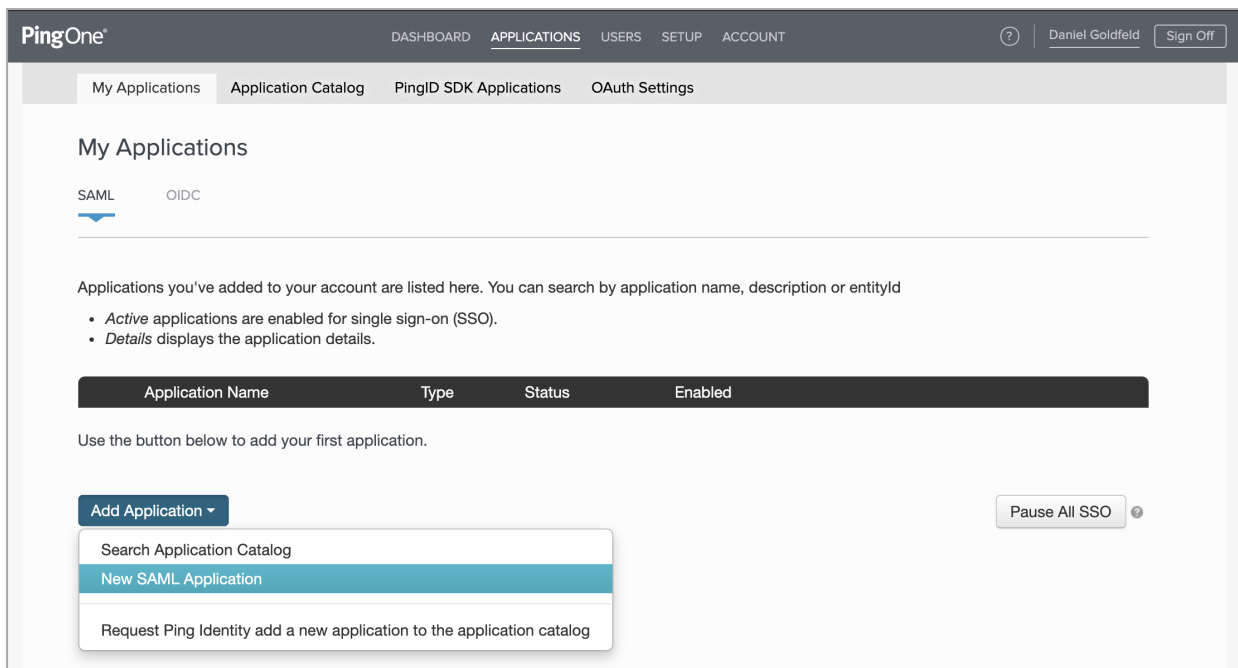 PingOne® DASHBOARD APPLICATIONS USERS SETUP ACCOUNT ? Daniel Goldfeld Sign Off
My Applications Application Catalog PingID SDK Applications OAuth Settings
My Applications
SAML OIDC
Applications you've added to your account are listed here. You can search by application name, description or entityId
• Active applications are enabled for single sign-on (SSO).
• Details displays the application details.
Application Name Type Status Enabled
Use the button below to add your first application.
Add Application Pause All SSO ?
Search Application Catalog
New SAML Application
Request Ping Identity add a new application to the application catalog